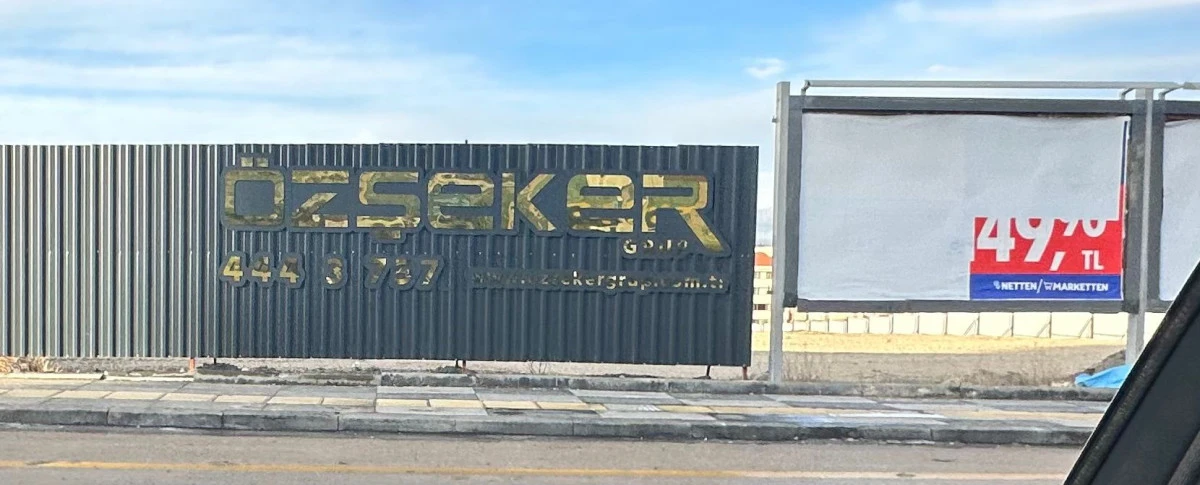 ÖZŞEKER
GRUP
444 3 787
www.ozsekergrup.com.tr
49,90
TL
NETTEN/MARKETTEN